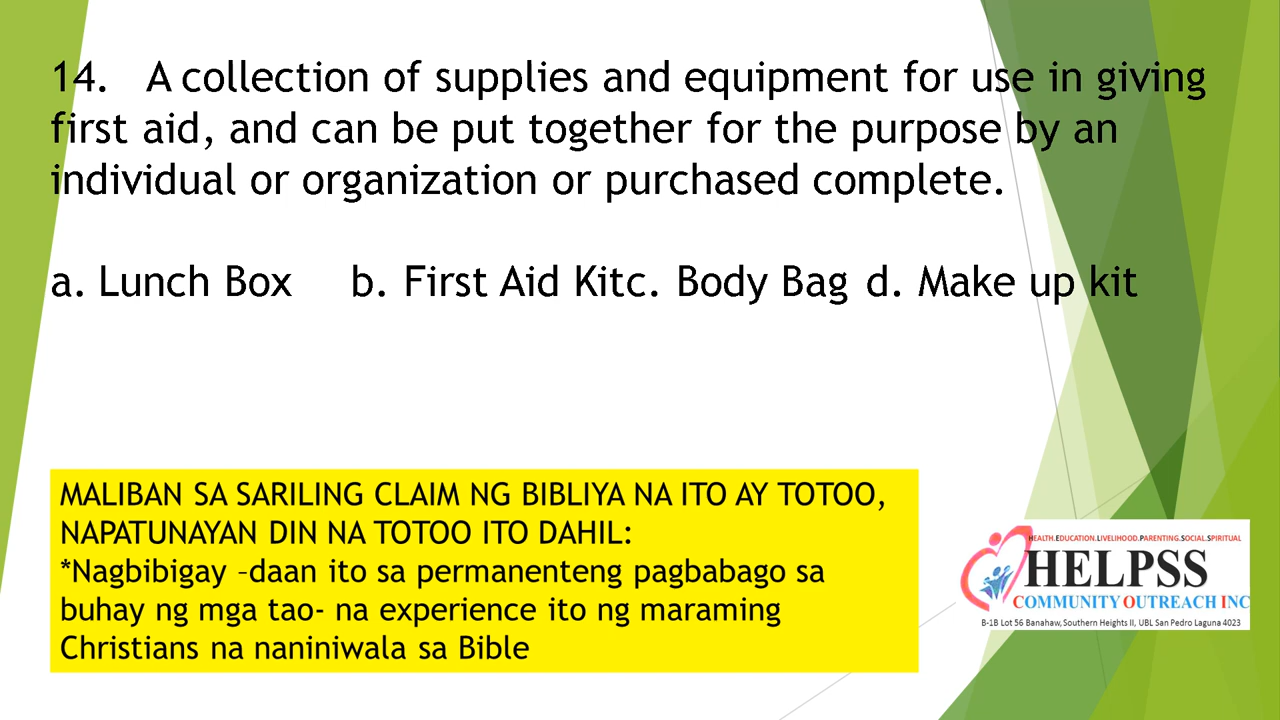 14. A collection of supplies and equipment for use in giving
first aid, and can be put together for the purpose by an
individual or organization or purchased complete.
a. Lunch Box b. First Aid Kitc. Body Bag d. Make up kit
MALIBAN SA SARILING CLAIM NG BIBLIYA NA ITO AY TOTOO,
NAPATUNAYAN DIN NA TOTOO ITO DAHIL:
*Nagbibigay –daan ito sa permanenteng pagbabago sa
buhay ng mga tao- na experience ito ng maraming
Christians na naniniwala sa Bible
HEALTH.EDUCATION.LIVELIHOOD.PARENTING.SOCIAL.SPIRITUAL
HELPSS
COMMUNITY OUTREACH INC
B-1B Lot 56 Banahaw, Southern Heights II, UBL San Pedro Laguna 4023